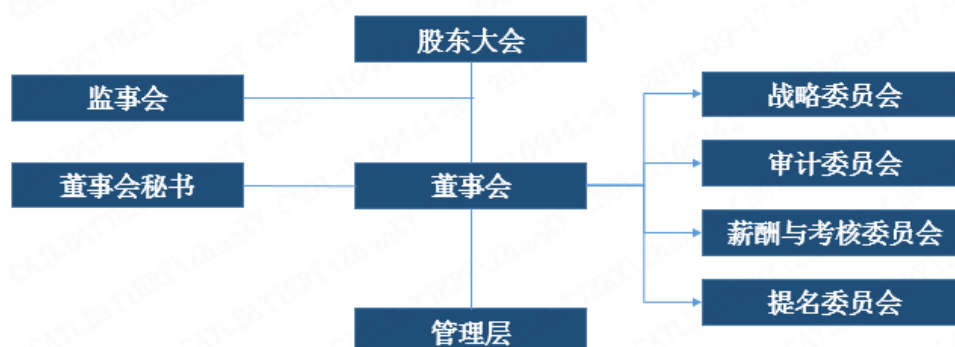 股东大会
监事会
战略委员会
审计委员会
董事会秘书
董事会
薪酬与考核委员会
提名委员会
管理层